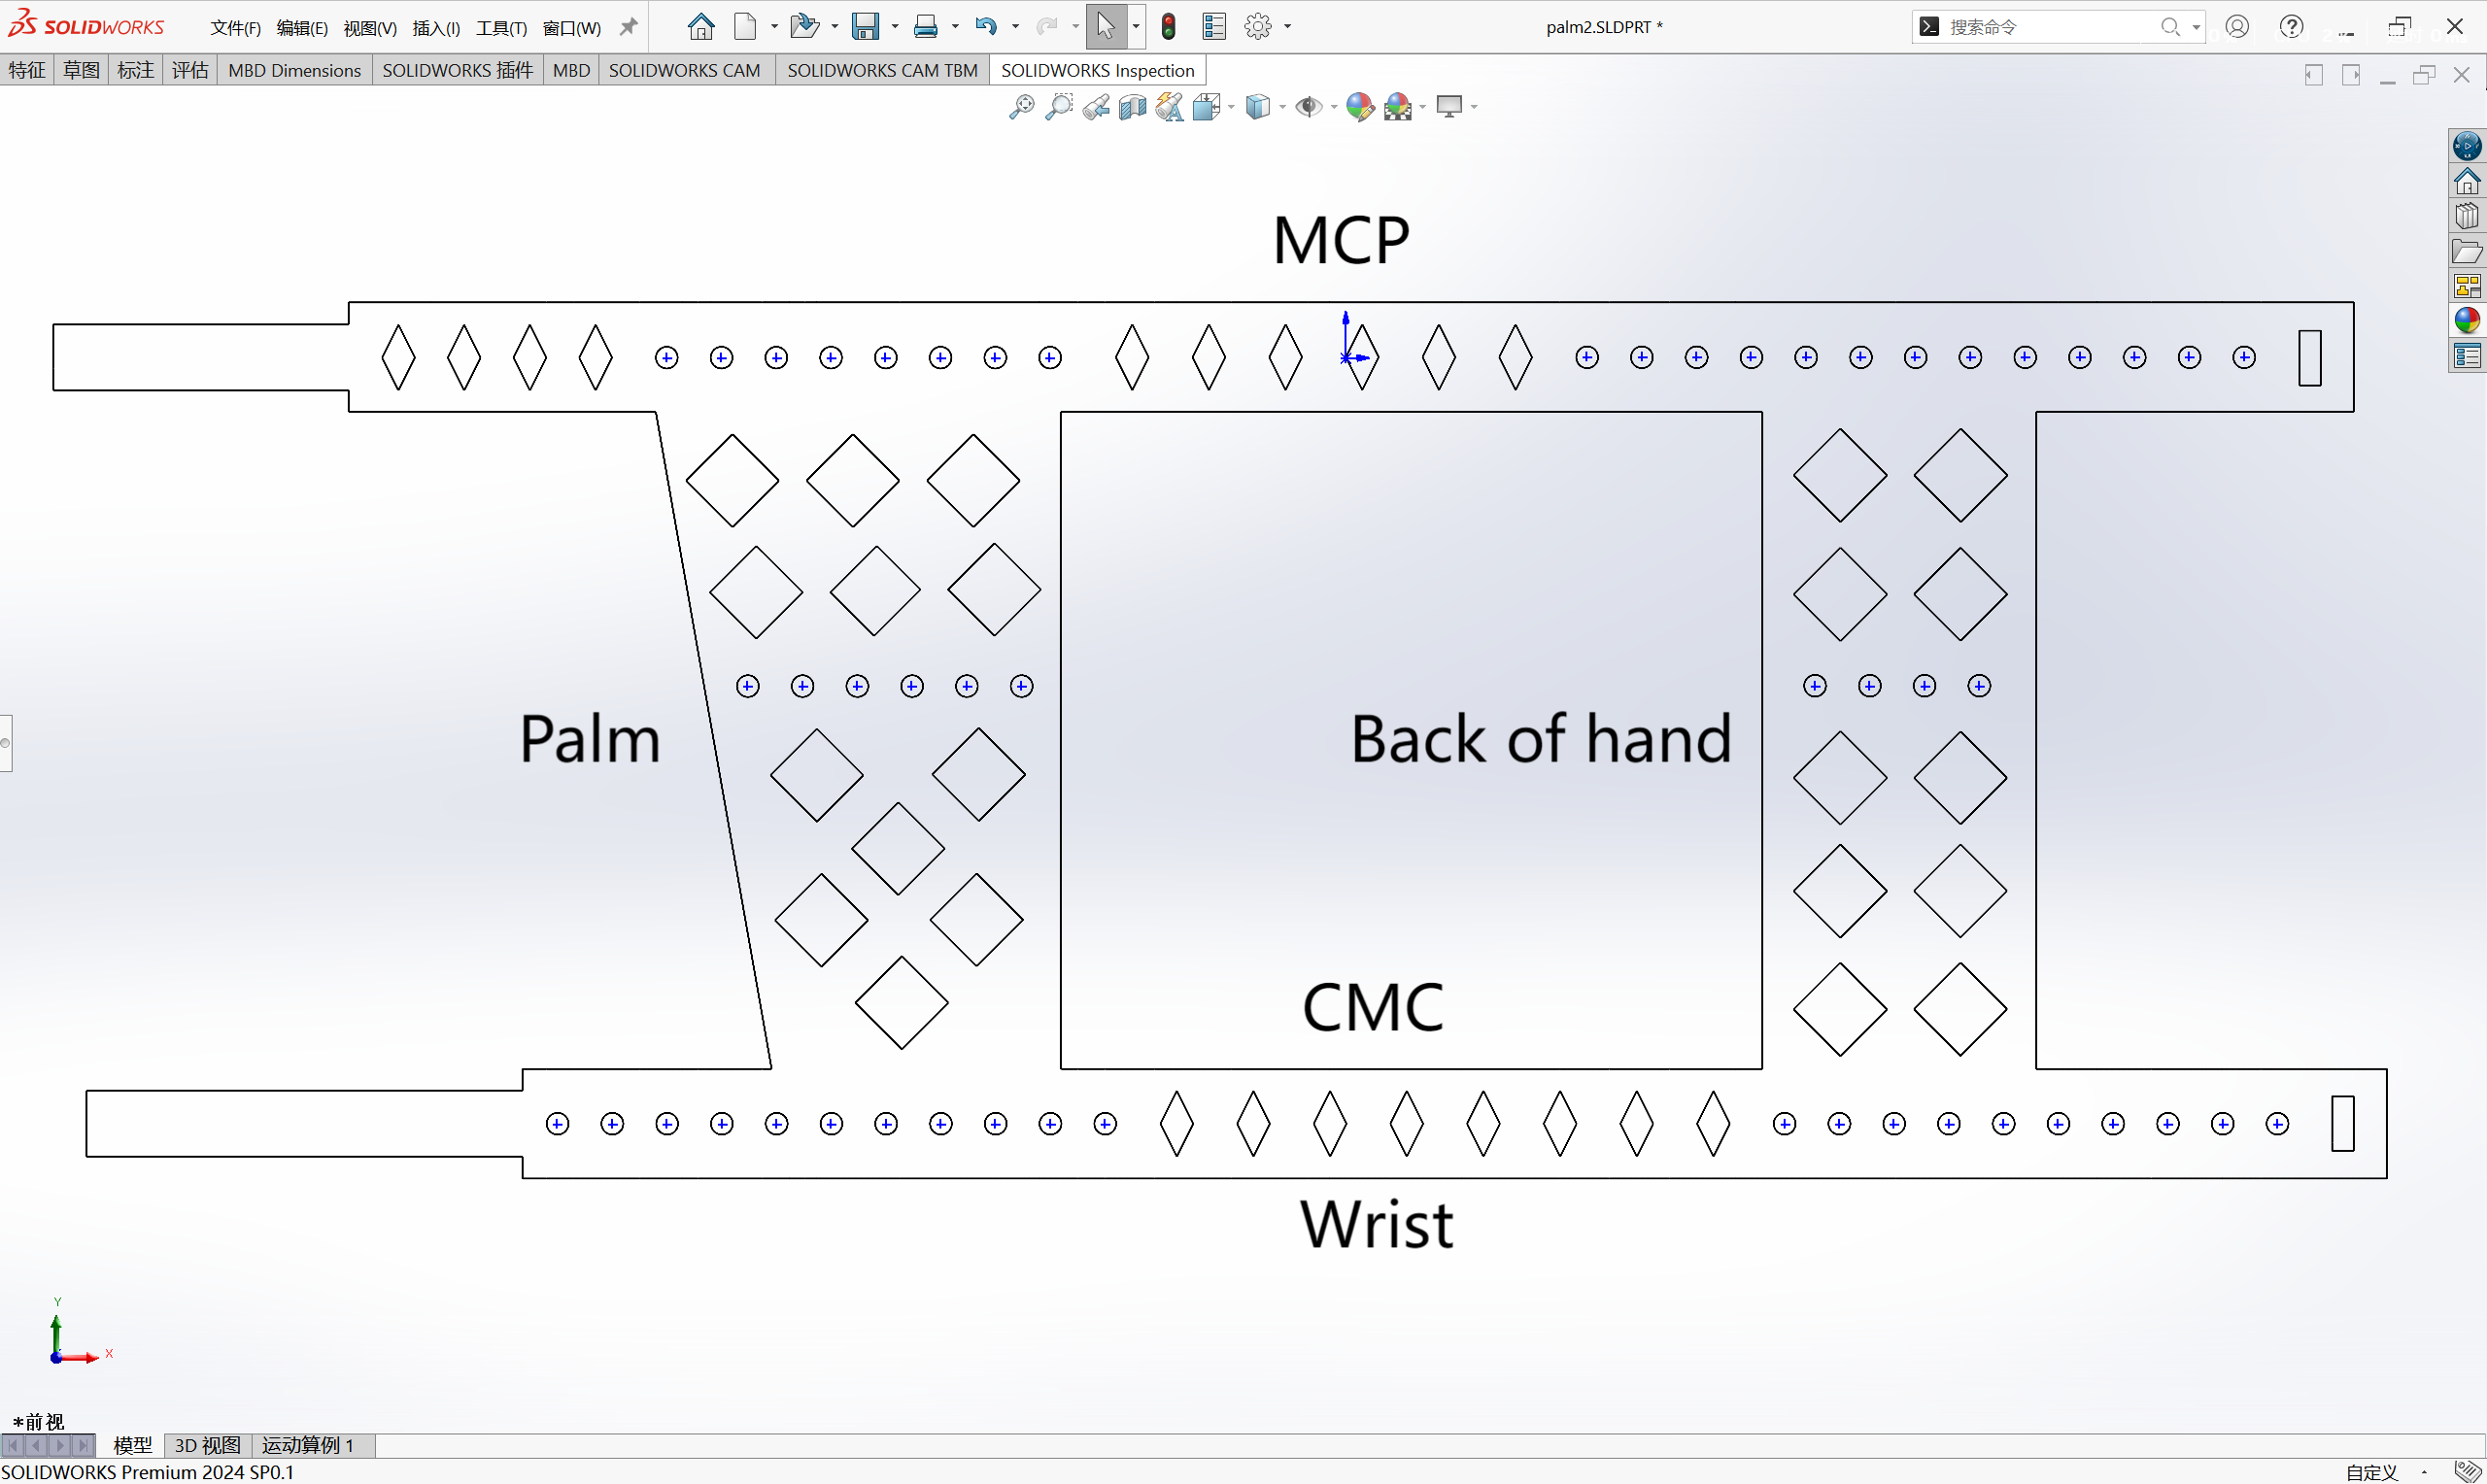 SOLIDWORKS 文件(F) 编辑(E) 视图(V) 插入(I) 工具(T) 窗口(W) palm2.SLDPRT * 搜索命令
特征 草图 标注 评估 MBD Dimensions SOLIDWORKS 插件 MBD SOLIDWORKS CAM SOLIDWORKS CAM TBM SOLIDWORKS Inspection
MCP
Palm
Back of hand
CMC
Wrist
Y
X
*前视
模型 3D 视图 运动算例 1
SOLIDWORKS Premium 2024 SP0.1 自定义